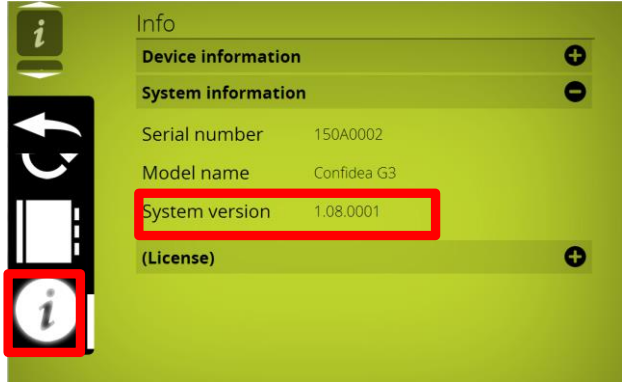 i
Info
Device information
System information
Serial number 150A0002
Model name Confidea G3
System version 1.08.0001
(License)
i